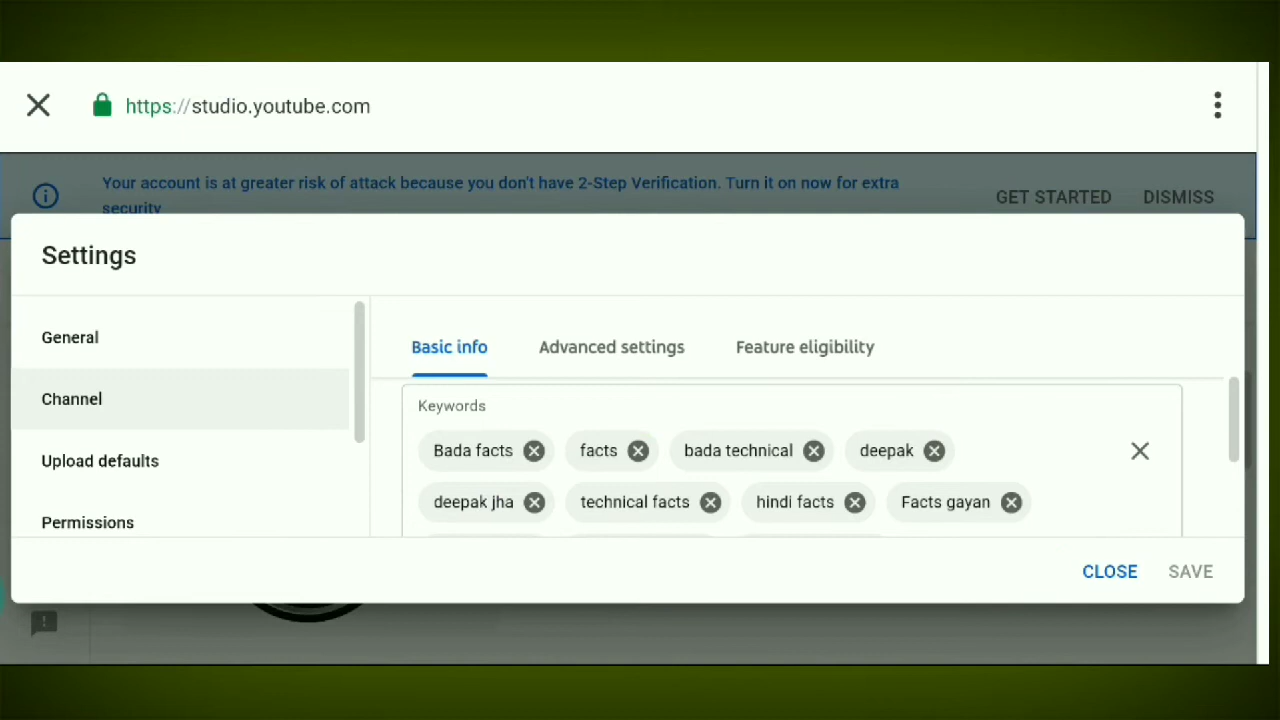 https://studio.youtube.com
Your account is at greater risk of attack because you don't have 2-Step Verification. Turn it on now for extra
security
GET STARTED
DISMISS
Settings
General
Channel
Upload defaults
Permissions
Basic info
Advanced settings
Feature eligibility
Keywords
Bada facts
facts
bada technical
deepak
deepak jha
technical facts
hindi facts
Facts gayan
CLOSE
SAVE